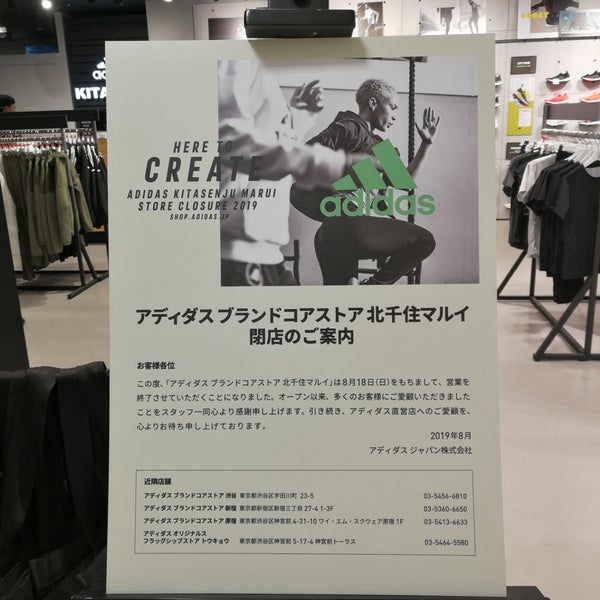 KITA
HERE TO
CREATE
ADIDAS KITASENJU MARUI
STORE CLOSURE 2019
SHOP.ADIDAS.JP
adidas
アディダス ブランドコアストア 北千住マルイ
閉店のご案内
お客様各位
この度、「アディダス ブランドコアストア 北千住マルイ」は8月18日(日)をもちまして、営業を
終了させていただくことになりました。オープン以来、多くのお客様にご愛顧いただきました
ことをスタッフ一同心より感謝申し上げます。引き続き、アディダス直営店へのご愛顧を、
心よりお待ち申し上げております。
2019年8月
アディダス ジャパン株式会社
近隣店舗
アディダス ブランドコアストア 渋谷 東京都渋谷区宇田川町 23-5 03-5456-6810
アディダス ブランドコアストア 新宿 東京都新宿区新宿三丁目 27-4 1-3F 03-5360-6650
アディダス ブランドコアストア 原宿 東京都渋谷区神宮前 4-31-10 ワイ・エム・スクウェア原宿 1F 03-5413-6633
アディダス オリジナルス
フラッグシップストア トウキョウ 東京都渋谷区神宮前 5-17-4 神宮前トーラス 03-5464-5580